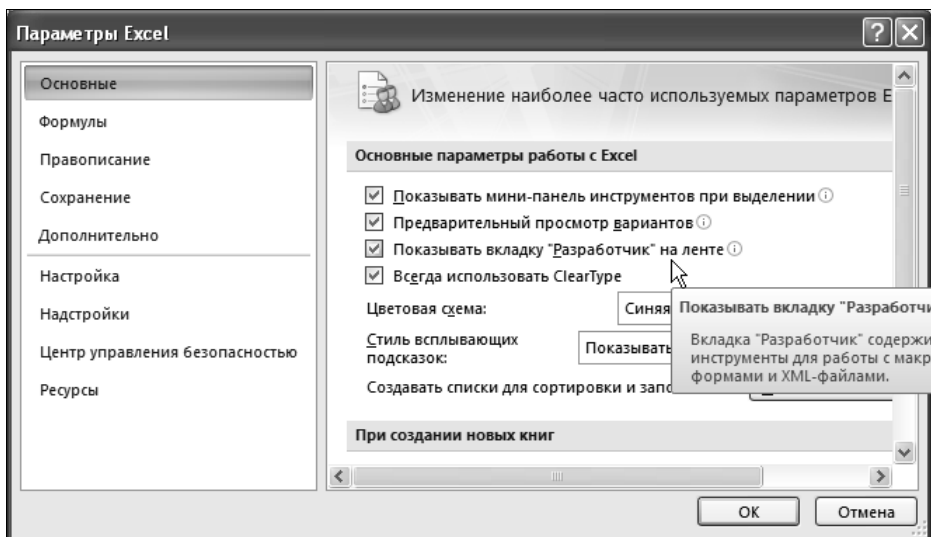 Параметры Excel
Основные
Формулы
Правописание
Сохранение
Дополнительно
Настройка
Надстройки
Центр управления безопасностью
Ресурсы
Изменение наиболее часто используемых параметров E
Основные параметры работы с Excel
Показывать мини-панель инструментов при выделении
Предварительный просмотр вариантов
Показывать вкладку "Разработчик" на ленте
Всегда использовать ClearType
Цветовая схема:
Синяя
Стиль всплывающих
подсказок:
Показывать
Показывать вкладку "Разработчи
Вкладка "Разработчик" содержи
инструменты для работы с макр
формами и XML-файлами.
Создавать списки для сортировки и запо
При создании новых книг
ОК
Отмена